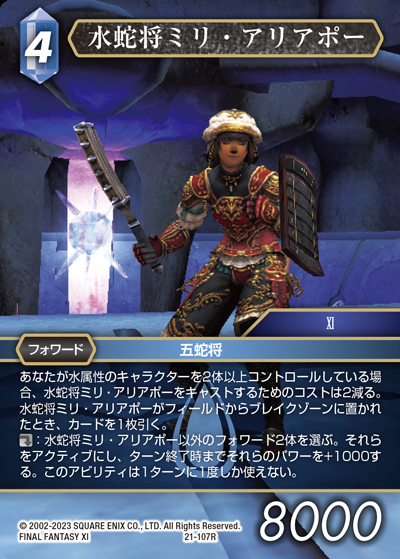 4
水蛇将ミリ・アリアポー
XI
フォワード
五蛇将
あなたが水属性のキャラクターを2体以上コントロールしている場
合、水蛇将ミリ・アリアポーをキャストするためのコストは2減る。
水蛇将ミリ・アリアポーがフィールドからブレイクゾーンに置かれ
たとき、カードを1枚引く。
:水蛇将ミリ・アリアポー以外のフォワード2体を選ぶ。それら
をアクティブにし、ターン終了時までそれらのパワーを+1000す
る。このアビリティは1ターンに1度しか使えない。
© 2002-2023 SQUARE ENIX CO., LTD. All Rights Reserved.
FINAL FANTASY XI
21-107R
8000